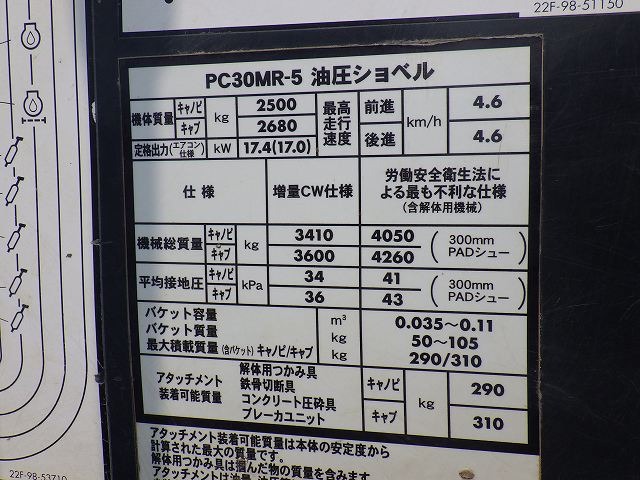 22F-98-51150
PC30MR-5 油圧ショベル
機体質量 キャノピ kg 2500 最高走行速度 前進 km/h 4.6
キャブ 2680 後進 4.6
定格出力(エアコン仕様) kW 17.4(17.0)
仕様 増量CW仕様 労働安全衛生法に
よる最も不利な仕様
(含解体用機械)
機械総質量 キャノピ kg 3410 4050 (300mm
キャブ 3600 4260 PADシュー)
平均接地圧 キャノピ kPa 34 41 (300mm
キャブ 36 43 PADシュー)
バケット容量 m³ 0.035~0.11
バケット質量 kg 50~105
最大積載質量(含バケット)キャノピ/キャブ kg 290/310
アタッチメント
装着可能質量
解体用つかみ具
鉄骨切断具
コンクリート圧砕具
ブレーカユニット
キャノピ kg 290
キャブ 310
アタッチメント装着可能質量は本体の安定度から
計算された最大の質量です。
解体用つかみ具は掴んだ物の質量を含みます
22F-98-53710